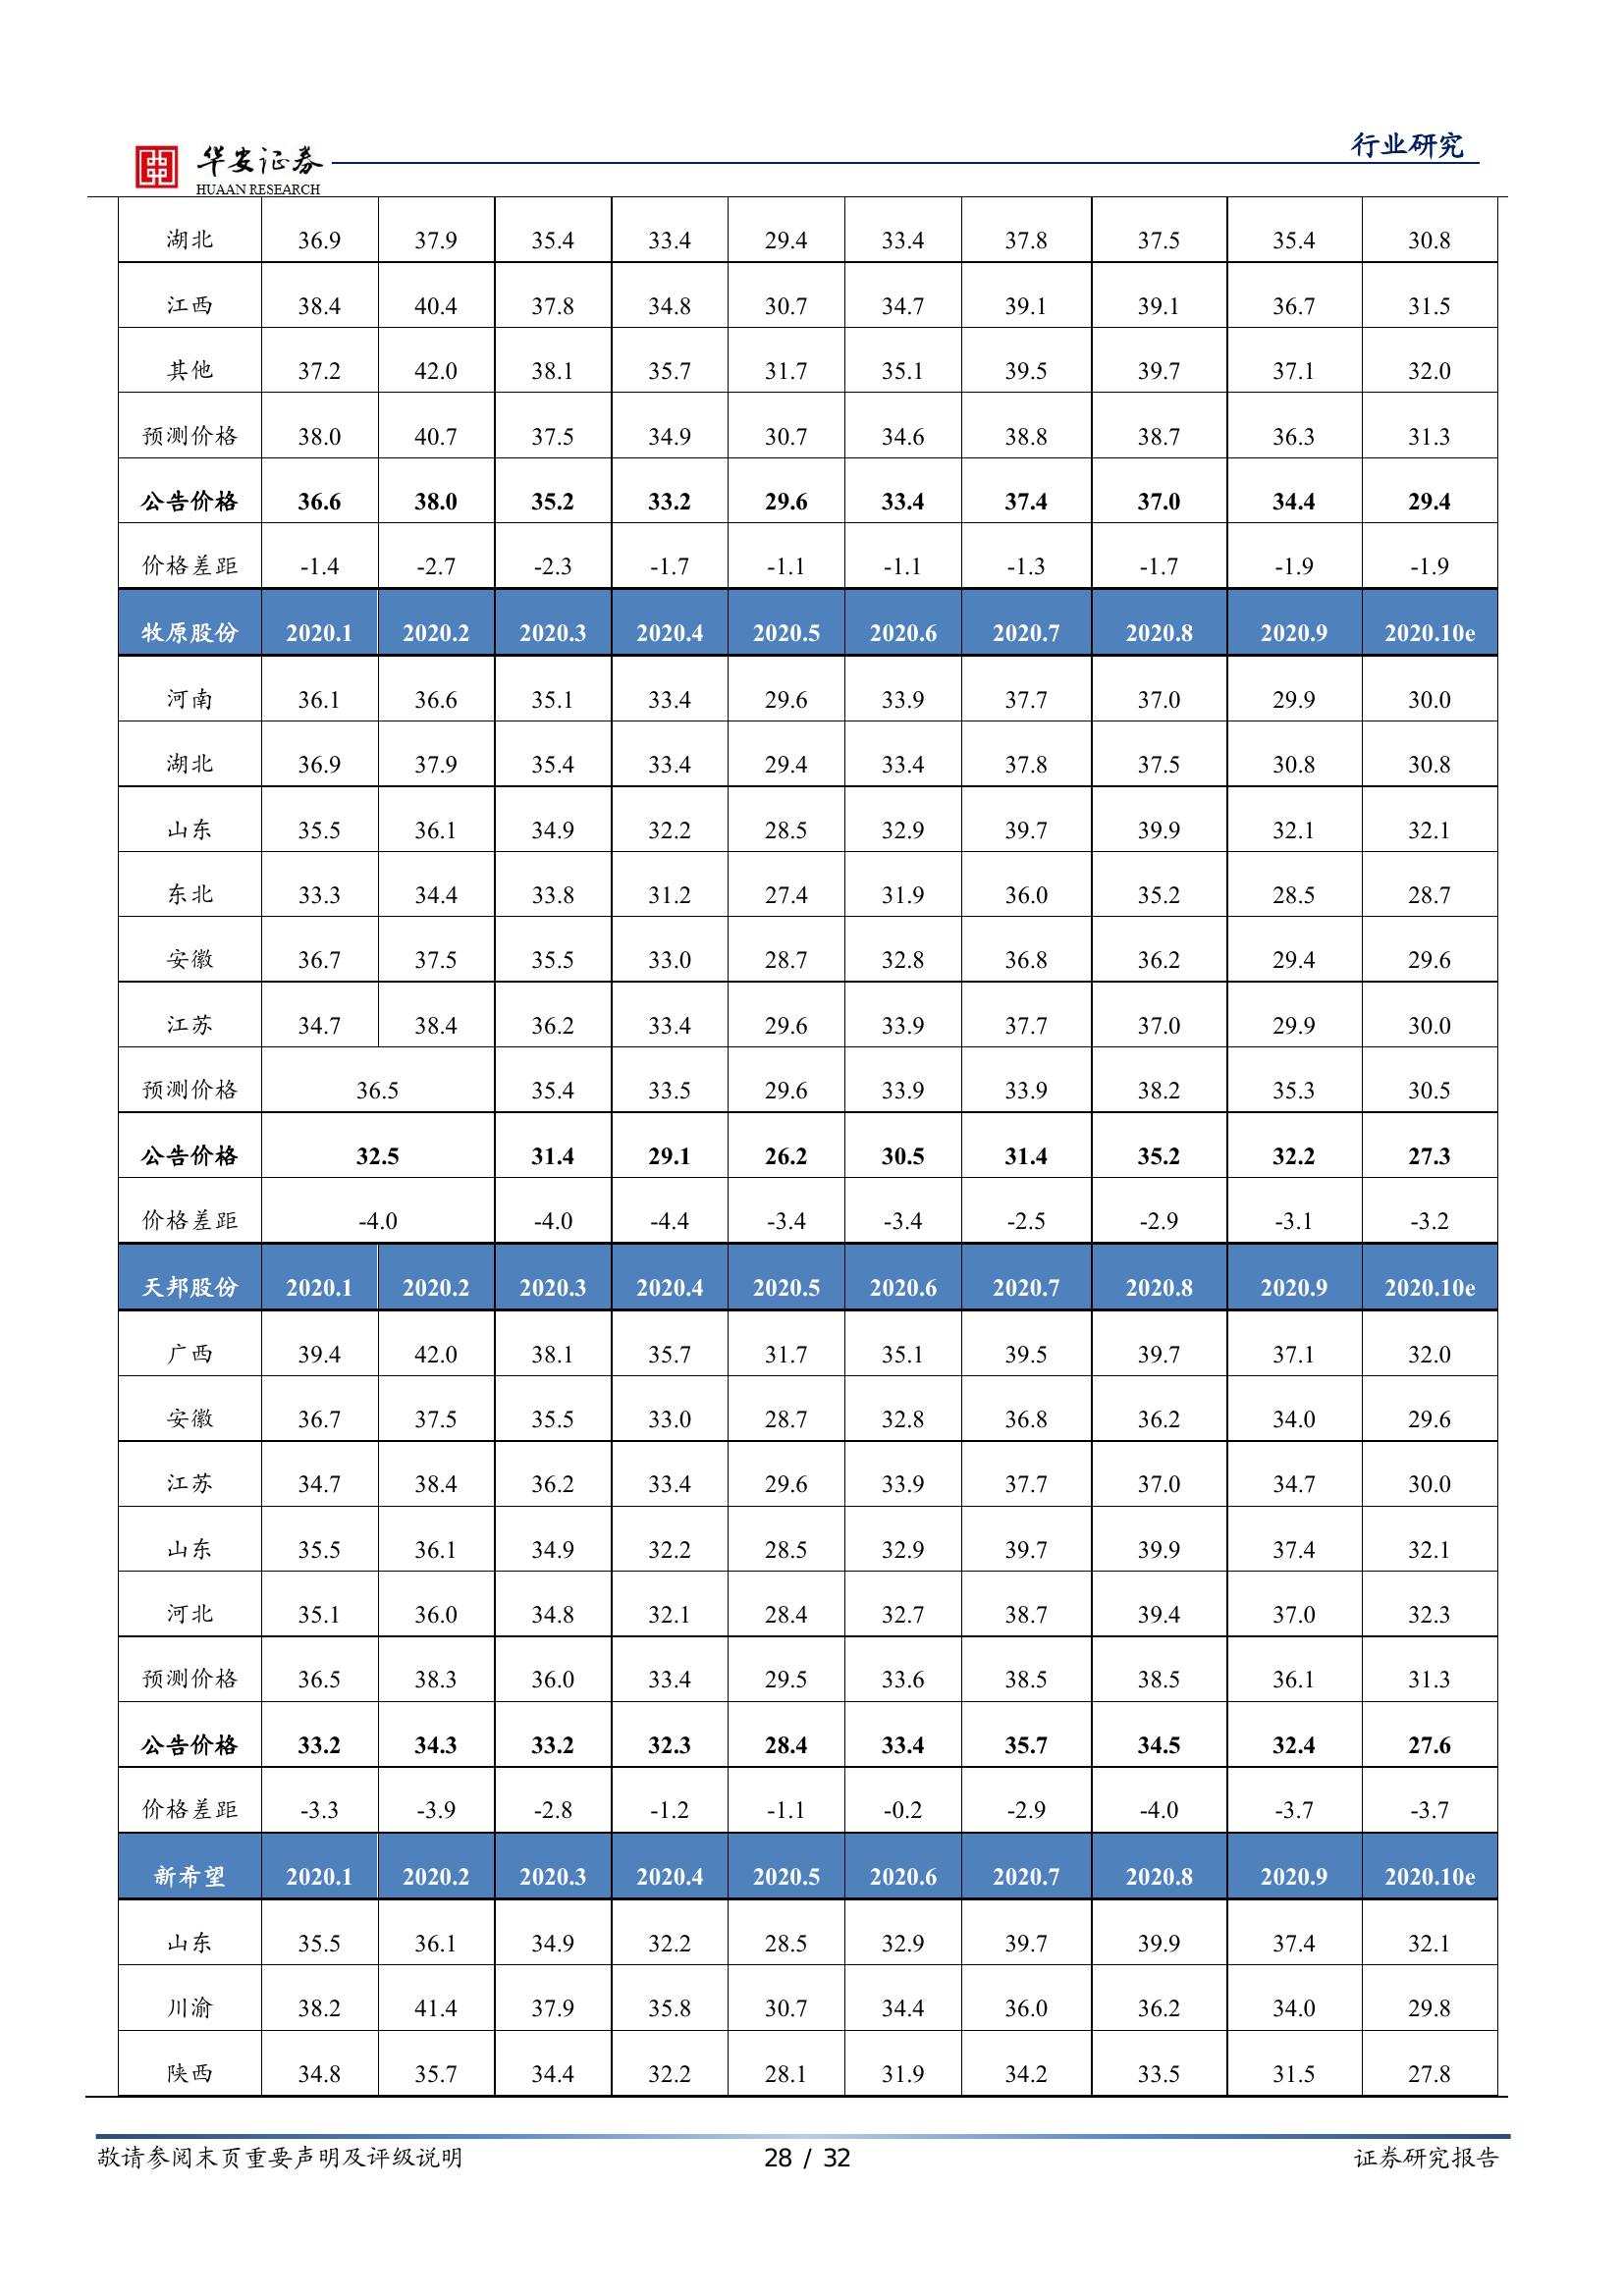 行业研究
华安证券
HUAAN RESEARCH
湖北 36.9 37.9 35.4 33.4 29.4 33.4 37.8 37.5 35.4 30.8
江西 38.4 40.4 37.8 34.8 30.7 34.7 39.1 39.1 36.7 31.5
其他 37.2 42.0 38.1 35.7 31.7 35.1 39.5 39.7 37.1 32.0
预测价格 38.0 40.7 37.5 34.9 30.7 34.6 38.8 38.7 36.3 31.3
公告价格 36.6 38.0 35.2 33.2 29.6 33.4 37.4 37.0 34.4 29.4
价格差距 -1.4 -2.7 -2.3 -1.7 -1.1 -1.1 -1.3 -1.7 -1.9 -1.9
牧原股份 2020.1 2020.2 2020.3 2020.4 2020.5 2020.6 2020.7 2020.8 2020.9 2020.10e
河南 36.1 36.6 35.1 33.4 29.6 33.9 37.7 37.0 29.9 30.0
湖北 36.9 37.9 35.4 33.4 29.4 33.4 37.8 37.5 30.8 30.8
山东 35.5 36.1 34.9 32.2 28.5 32.9 39.7 39.9 32.1 32.1
东北 33.3 34.4 33.8 31.2 27.4 31.9 36.0 35.2 28.5 28.7
安徽 36.7 37.5 35.5 33.0 28.7 32.8 36.8 36.2 29.4 29.6
江苏 34.7 38.4 36.2 33.4 29.6 33.9 37.7 37.0 29.9 30.0
预测价格 36.5 35.4 33.5 29.6 33.9 33.9 38.2 35.3 30.5
公告价格 32.5 31.4 29.1 26.2 30.5 31.4 35.2 32.2 27.3
价格差距 -4.0 -4.0 -4.4 -3.4 -3.4 -2.5 -2.9 -3.1 -3.2
天邦股份 2020.1 2020.2 2020.3 2020.4 2020.5 2020.6 2020.7 2020.8 2020.9 2020.10e
广西 39.4 42.0 38.1 35.7 31.7 35.1 39.5 39.7 37.1 32.0
安徽 36.7 37.5 35.5 33.0 28.7 32.8 36.8 36.2 34.0 29.6
江苏 34.7 38.4 36.2 33.4 29.6 33.9 37.7 37.0 34.7 30.0
山东 35.5 36.1 34.9 32.2 28.5 32.9 39.7 39.9 37.4 32.1
河北 35.1 36.0 34.8 32.1 28.4 32.7 38.7 39.4 37.0 32.3
预测价格 36.5 38.3 36.0 33.4 29.5 33.6 38.5 38.5 36.1 31.3
公告价格 33.2 34.3 33.2 32.3 28.4 33.4 35.7 34.5 32.4 27.6
价格差距 -3.3 -3.9 -2.8 -1.2 -1.1 -0.2 -2.9 -4.0 -3.7 -3.7
新希望 2020.1 2020.2 2020.3 2020.4 2020.5 2020.6 2020.7 2020.8 2020.9 2020.10e
山东 35.5 36.1 34.9 32.2 28.5 32.9 39.7 39.9 37.4 32.1
川渝 38.2 41.4 37.9 35.8 30.7 34.4 36.0 36.2 34.0 29.8
陕西 34.8 35.7 34.4 32.2 28.1 31.9 34.2 33.5 31.5 27.8
敬请参阅末页重要声明及评级说明 28 / 32 证券研究报告